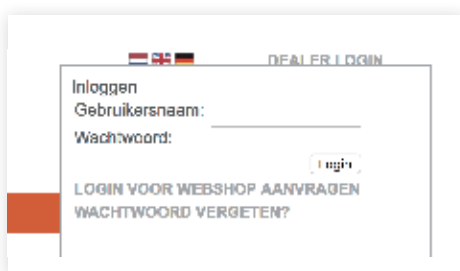 DEALER LOGIN
Inloggen
Gebruikersnaam:
Wachtwoord:
Login
LOGIN VOOR WEBSHOP AANVRAGEN
WACHTWOORD VERGETEN?